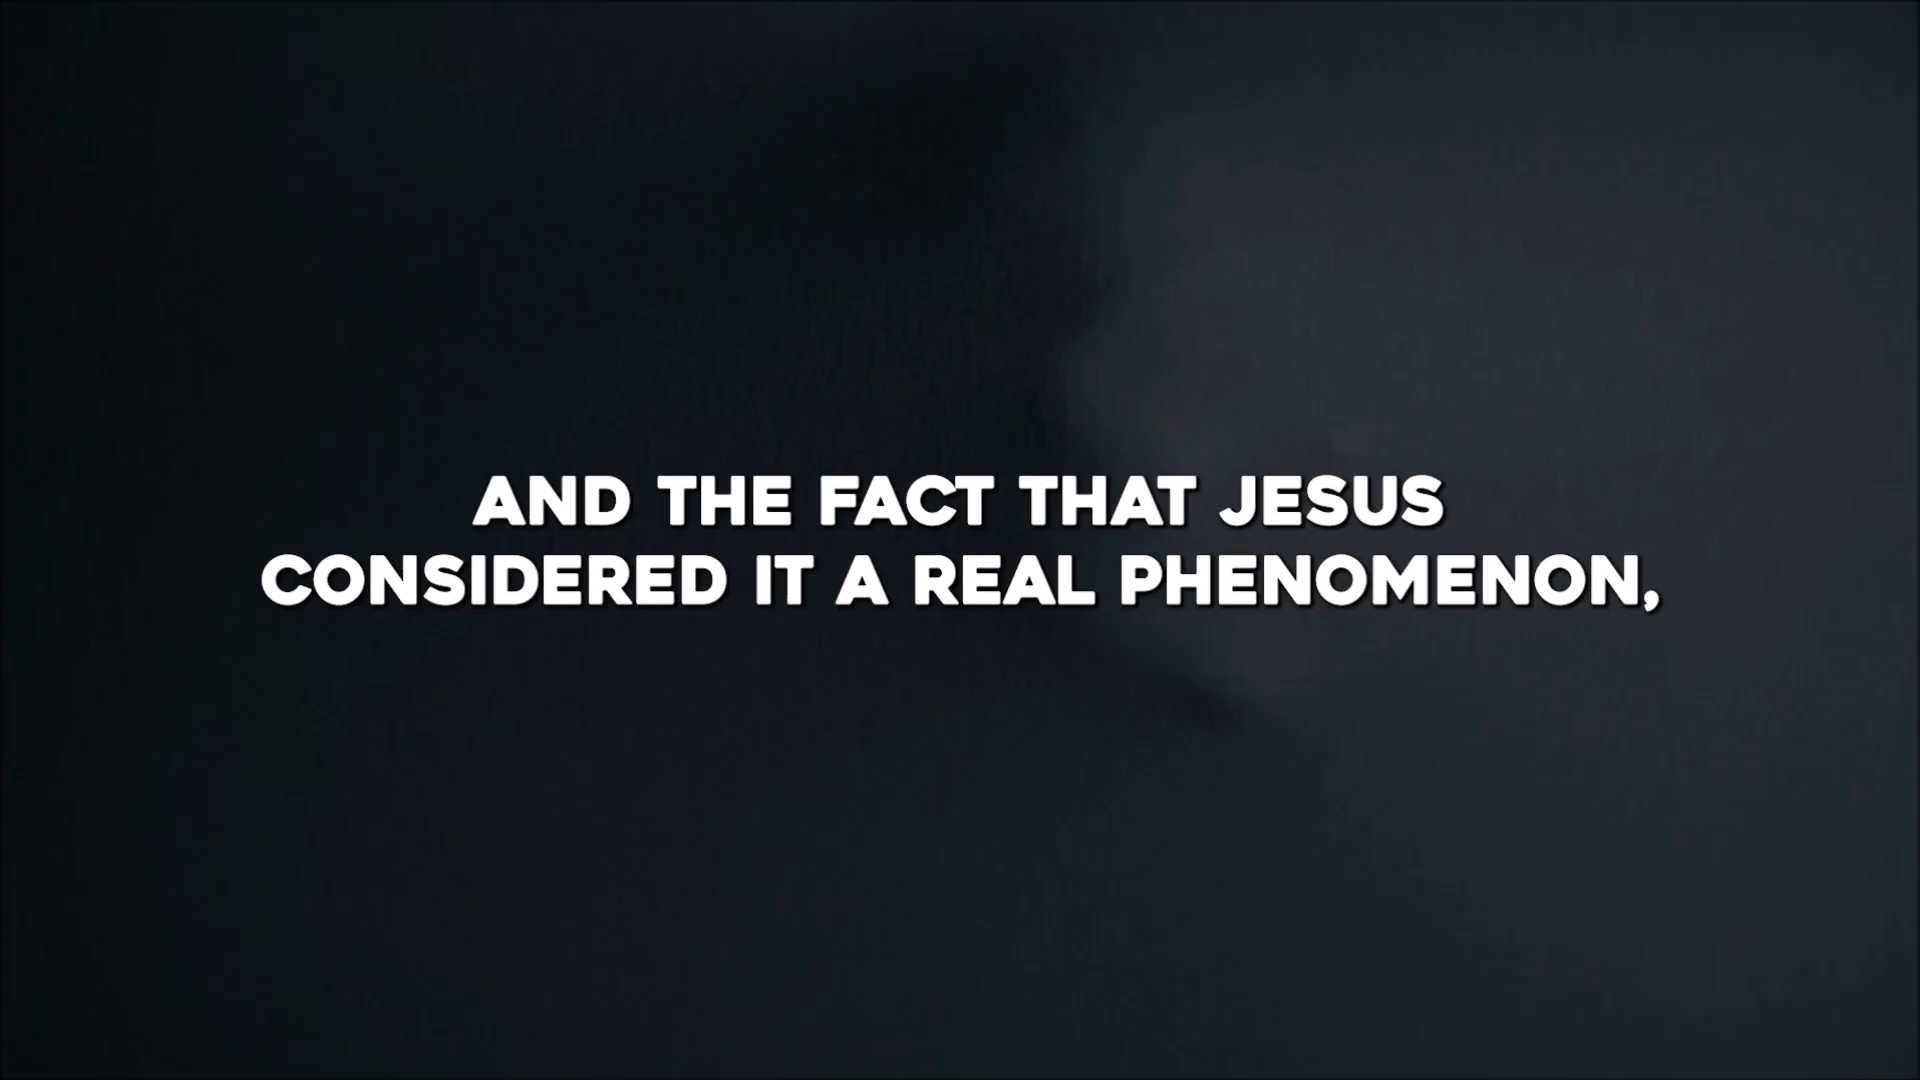 AND THE FACT THAT JESUS
CONSIDERED IT A REAL PHENOMENON,